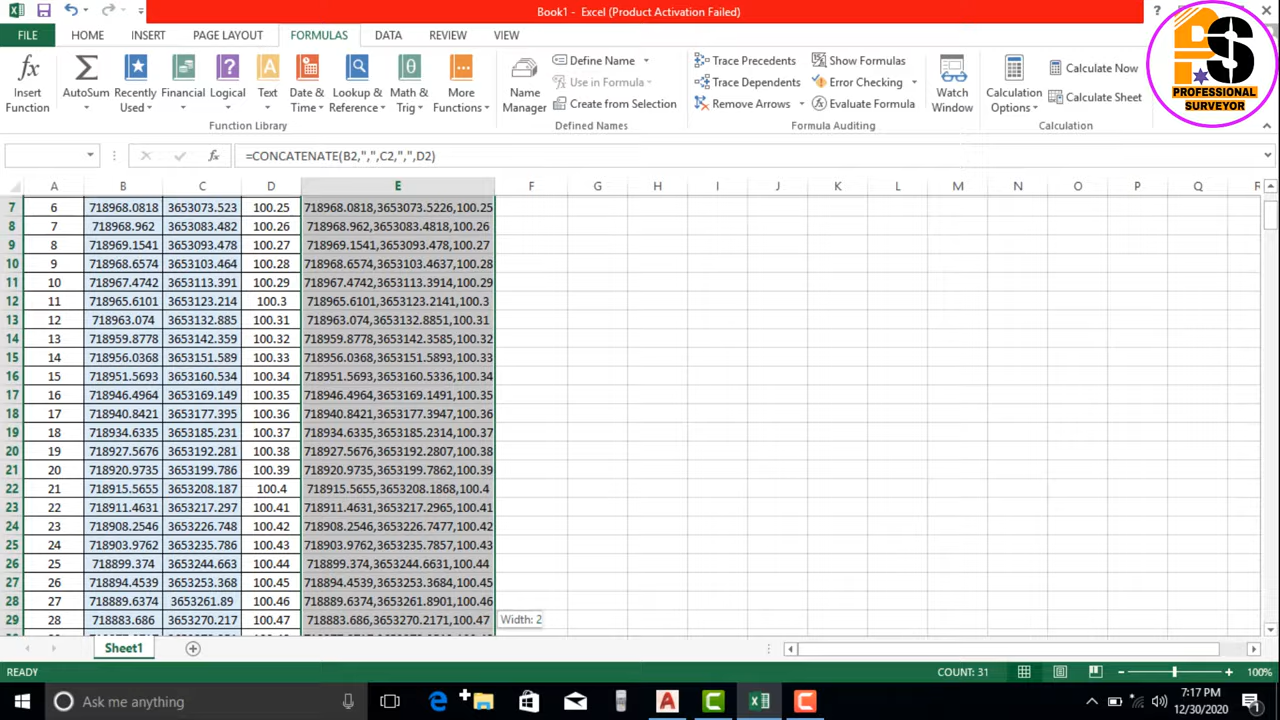 Book1 - Excel (Product Activation Failed)
FILE HOME INSERT PAGE LAYOUT FORMULAS DATA REVIEW VIEW
Insert Function
AutoSum
Recently Used
Financial
Logical
Text
Date & Time
Lookup & Reference
Math & Trig
More Functions
Function Library
Name Manager
Define Name
Use in Formula
Create from Selection
Defined Names
Trace Precedents
Trace Dependents
Remove Arrows
Show Formulas
Error Checking
Evaluate Formula
Formula Auditing
Watch Window
Calculation Options
Calculate Now
Calculate Sheet
Calculation
PS
PROFESSIONAL
SURVEYOR
fx =CONCATENATE(B2,",",C2,",",D2)
A B C D E F G H I J K L M N O P Q R
7 6 718968.0818 3653073.523 100.25 718968.0818,3653073.5226,100.25
8 7 718968.962 3653083.482 100.26 718968.962,3653083.4818,100.26
9 8 718969.1541 3653093.478 100.27 718969.1541,3653093.478,100.27
10 9 718968.6574 3653103.464 100.28 718968.6574,3653103.4637,100.28
11 10 718967.4742 3653113.391 100.29 718967.4742,3653113.3914,100.29
12 11 718965.6101 3653123.214 100.3 718965.6101,3653123.2141,100.3
13 12 718963.074 3653132.885 100.31 718963.074,3653132.8851,100.31
14 13 718959.8778 3653142.359 100.32 718959.8778,3653142.3585,100.32
15 14 718956.0368 3653151.589 100.33 718956.0368,3653151.5893,100.33
16 15 718951.5693 3653160.534 100.34 718951.5693,3653160.5336,100.34
17 16 718946.4964 3653169.149 100.35 718946.4964,3653169.1491,100.35
18 17 718940.8421 3653177.395 100.36 718940.8421,3653177.3947,100.36
19 18 718934.6335 3653185.231 100.37 718934.6335,3653185.2314,100.37
20 19 718927.5676 3653192.281 100.38 718927.5676,3653192.2807,100.38
21 20 718920.9735 3653199.786 100.39 718920.9735,3653199.7862,100.39
22 21 718915.5655 3653208.187 100.4 718915.5655,3653208.1868,100.4
23 22 718911.4631 3653217.297 100.41 718911.4631,3653217.2965,100.41
24 23 718908.2546 3653226.748 100.42 718908.2546,3653226.7477,100.42
25 24 718903.9762 3653235.786 100.43 718903.9762,3653235.7857,100.43
26 25 718899.374 3653244.663 100.44 718899.374,3653244.6631,100.44
27 26 718894.4539 3653253.368 100.45 718894.4539,3653253.3684,100.45
28 27 718889.6374 3653261.89 100.46 718889.6374,3653261.8901,100.46
29 28 718883.686 3653270.217 100.47 718883.686,3653270.2171,100.47
Width: 2
Sheet1
READY COUNT: 31 100%
Ask me anything
7:17 PM
12/30/2020